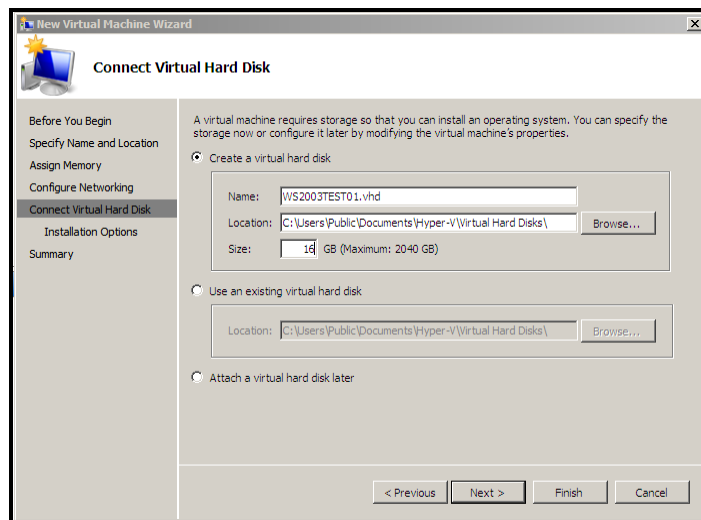 New Virtual Machine Wizard
Connect Virtual Hard Disk
Before You Begin
Specify Name and Location
Assign Memory
Configure Networking
Connect Virtual Hard Disk
Installation Options
Summary
A virtual machine requires storage so that you can install an operating system. You can specify the
storage now or configure it later by modifying the virtual machine's properties.
Create a virtual hard disk
Name: WS2003TEST01.vhd
Location: C:\Users\Public\Documents\Hyper-V\Virtual Hard Disks\ Browse...
Size: 16 GB (Maximum: 2040 GB)
Use an existing virtual hard disk
Location: C:\Users\Public\Documents\Hyper-V\Virtual Hard Disks\ Browse...
Attach a virtual hard disk later
< Previous Next > Finish Cancel